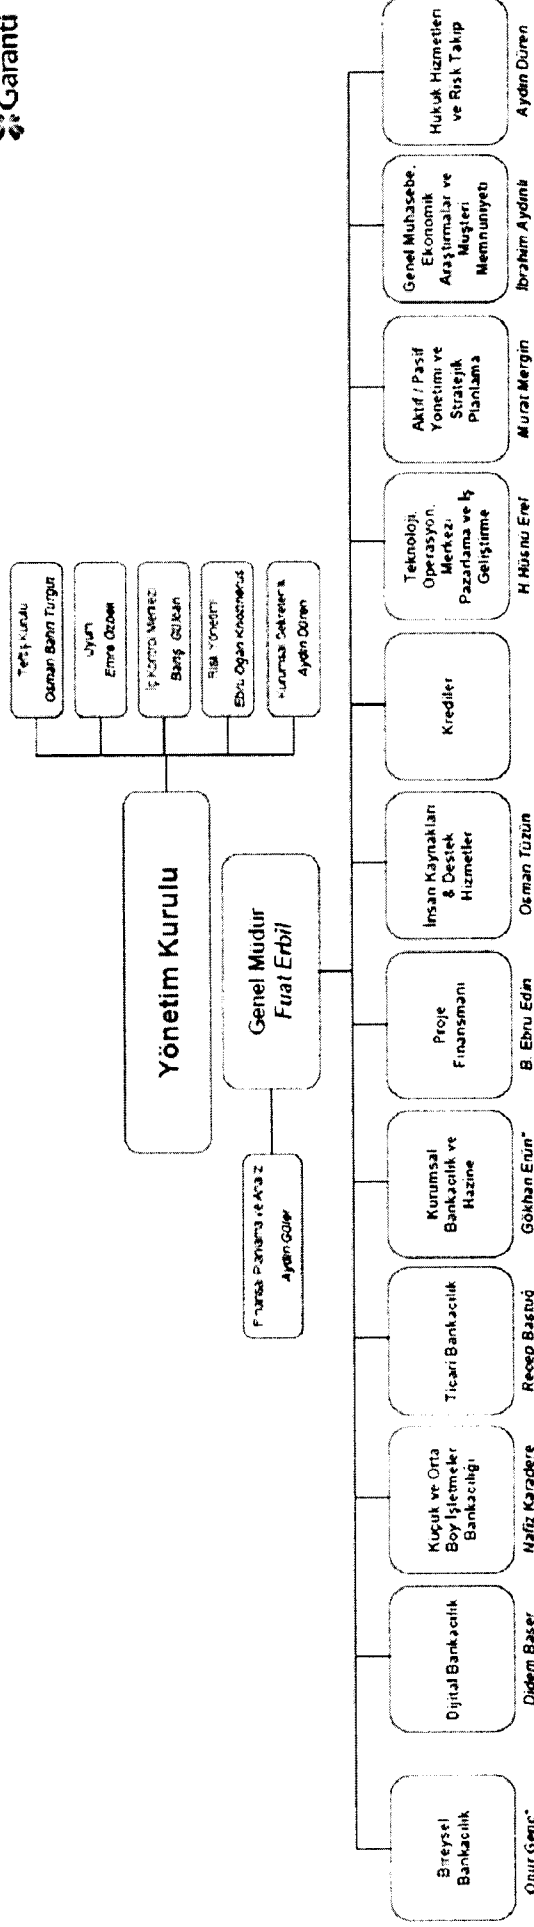 Garanti
Teftiş Kurulu
Osman Bahri Turgut
Uyum
Emre Özbek
İç Kontrol Merkezi
Barış Gülcan
Risk Yönetimi
Ebru Ogan Knottnerus
Kurumsal Sekreterlik
Aydın Düren
Yönetim Kurulu
Genel Müdür
Fuat Erbil
Finansal Planlama ve Analiz
Aydın Güler
Bireysel
Bankacılık
Onur Genç*
Dijital Bankacılık
Didem Başer
Küçük ve Orta
Boy İşletmeler
Bankacılığı
Nafiz Karadere
Ticari Bankacılık
Recep Baştuğ
Kurumsal
Bankacılık ve
Hazine
Gökhan Erün*
Proje
Finansmanı
B. Ebru Edin
İnsan Kaynakları
& Destek
Hizmetler
Osman Tüzün
Krediler
Teknoloji,
Operasyon,
Merkezi
Pazarlama ve İş
Geliştirme
H.Hüsnü Erel
Aktif / Pasif
Yönetimi ve
Stratejik
Planlama
Murat Mergin
Genel Muhasebe,
Ekonomik
Araştırmalar ve
Müşteri
Memnuniyeti
İbrahim Aydınlı
Hukuk Hizmetleri
ve Risk Takip
Aydın Düren